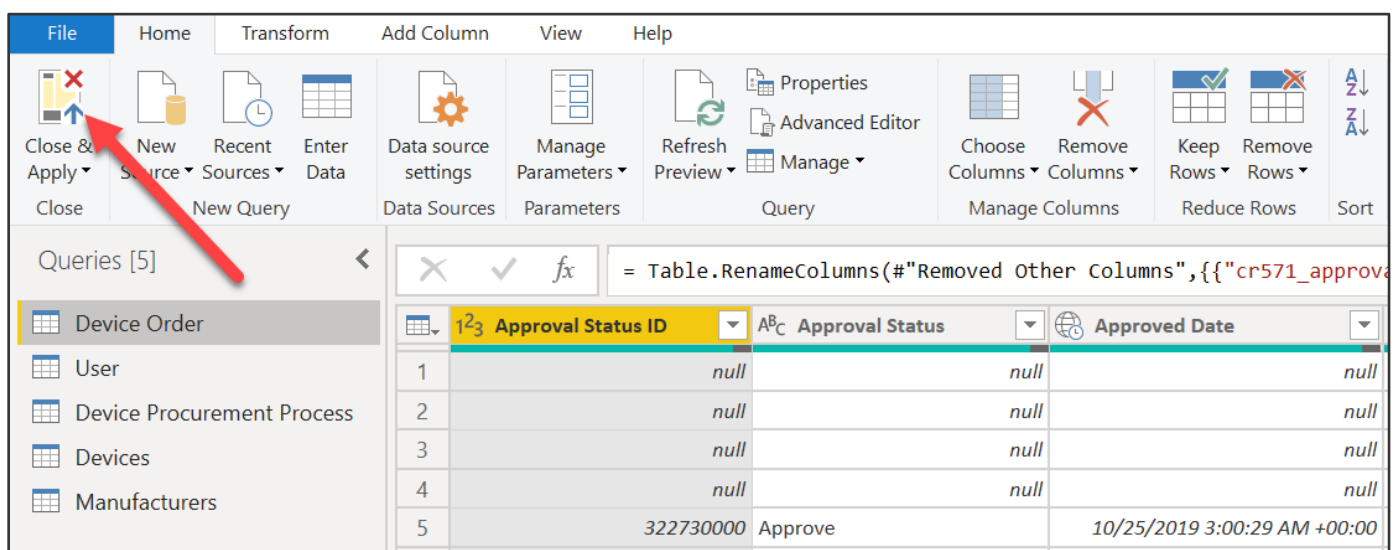 File Home Transform Add Column View Help
Properties
Advanced Editor
Manage
Close & New Recent Enter Data source Manage Refresh Choose Remove Keep Remove
Apply Source Sources Data settings Parameters Preview Columns Columns Rows Rows
Close New Query Data Sources Parameters Query Manage Columns Reduce Rows Sort
Queries [5]
fx = Table.RenameColumns(#"Removed Other Columns",{{"cr571_approva
Device Order
User
Device Procurement Process
Devices
Manufacturers
123 Approval Status ID ABC Approval Status Approved Date
1 null null null
2 null null null
3 null null null
4 null null null
5 322730000 Approve 10/25/2019 3:00:29 AM +00:00